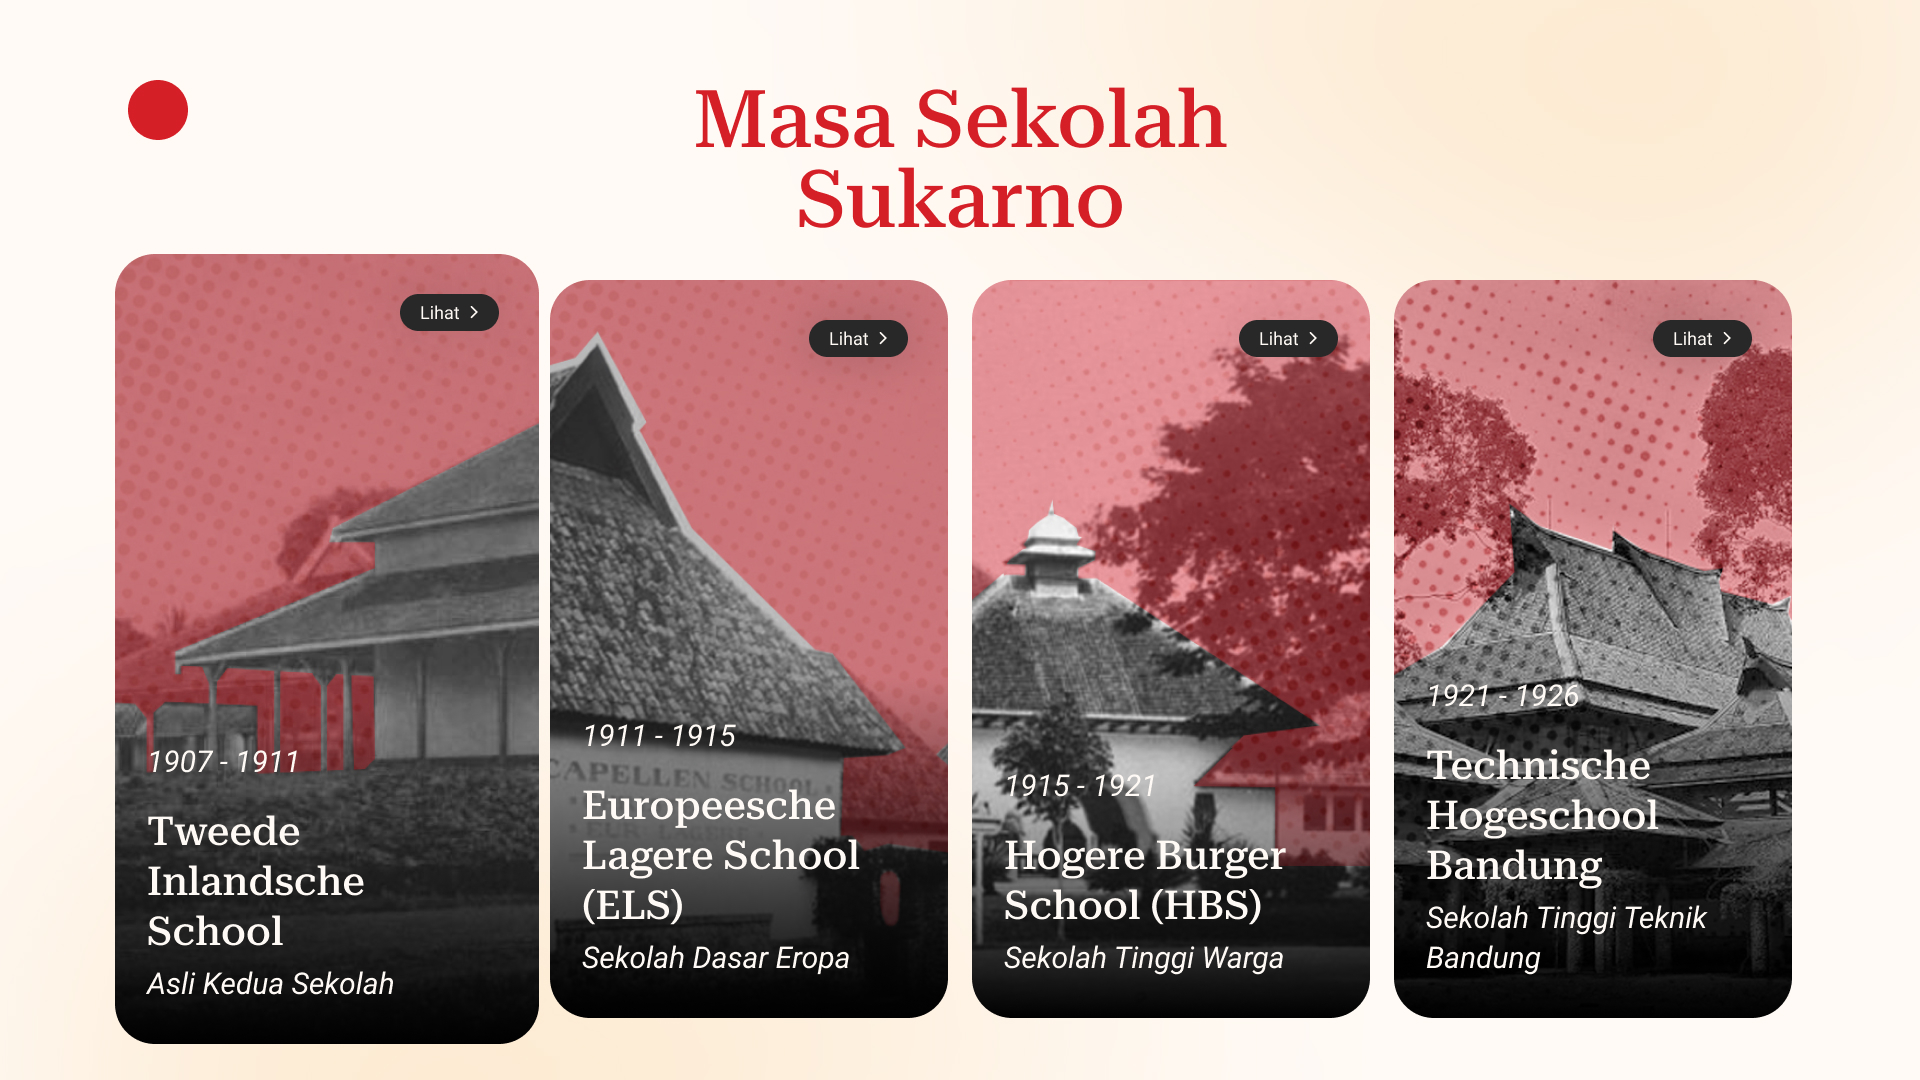 Masa Sekolah
Sukarno
Lihat
1907 - 1911
Tweede
Inlandsche
School
Asli Kedua Sekolah
Lihat
CAPELLEN SCHOOL
1911 - 1915
Europeesche
Lagere School
(ELS)
Sekolah Dasar Eropa
Lihat
1915 - 1921
Hogere Burger
School (HBS)
Sekolah Tinggi Warga
Lihat
1921 - 1926
Technische
Hogeschool
Bandung
Sekolah Tinggi Teknik
Bandung